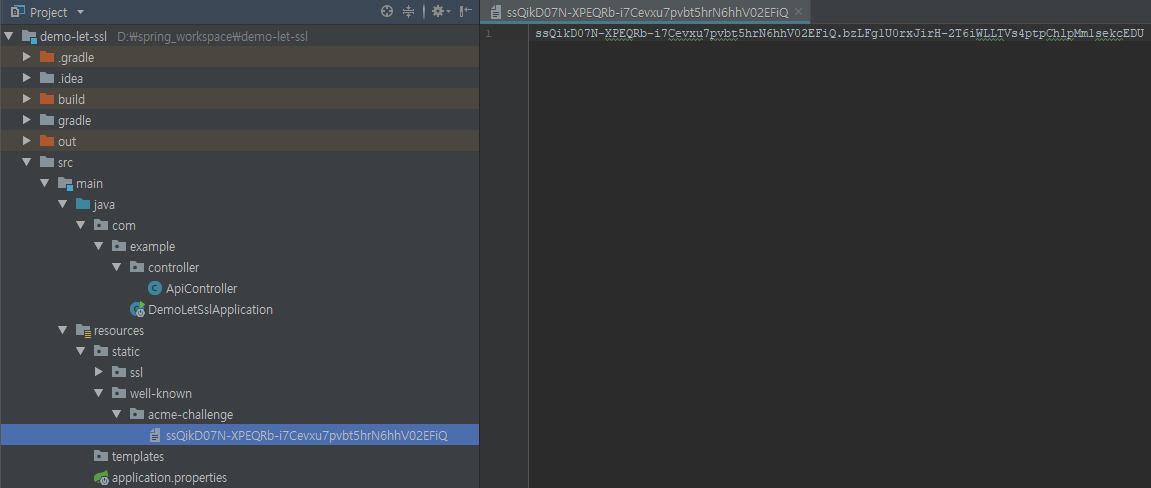 Project
demo-let-ssl D:₩spring_workspace₩demo-let-ssl
.gradle
.idea
build
gradle
out
src
main
java
com
example
controller
ApiController
DemoLetSslApplication
resources
static
ssl
well-known
acme-challenge
ssQikD07N-XPEQRb-i7Cevxu7pvbt5hrN6hhV02EFiQ
templates
application.properties
ssQikD07N-XPEQRb-i7Cevxu7pvbt5hrN6hhV02EFiQ
1 ssQikD07N-XPEQRb-i7Cevxu7pvbt5hrN6hhV02EFiQ.bzLFglU0rxJirH-2T6iWLLTVs4ptpChlpMmlsekcEDU